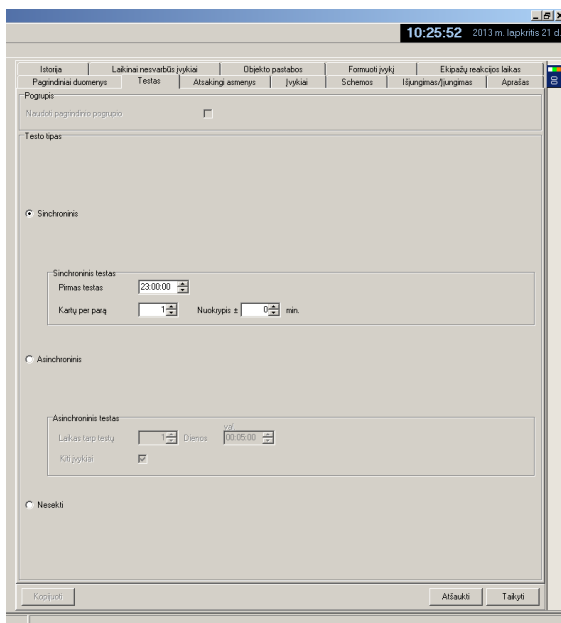 10:25:52 2013 m. lapkritis 21 d.
Istorija Laikinai nesvarbūs įvykiai Objekto pastabos Formuoti įvykį Ekipažų reakcijos laikas
Pagrindiniai duomenys Testas Atsakingi asmenys Įvykiai Schemos Išjungimas/Įjungimas Aprašas
Pogrupis
Naudoti pagrindinio pogrupio
Testo tipas
Sinchroninis
Sinchroninis testas
Pirmas testas 23:00:00
Kartų per parą 1 Nuokrypis ± 0 min.
Asinchroninis
Asinchroninis testas
val
Laikas tarp testų 1 Dienos 00:05:00
Kiti įvykiai
Nesekti
Kopijuoti Atšaukti Taikyti